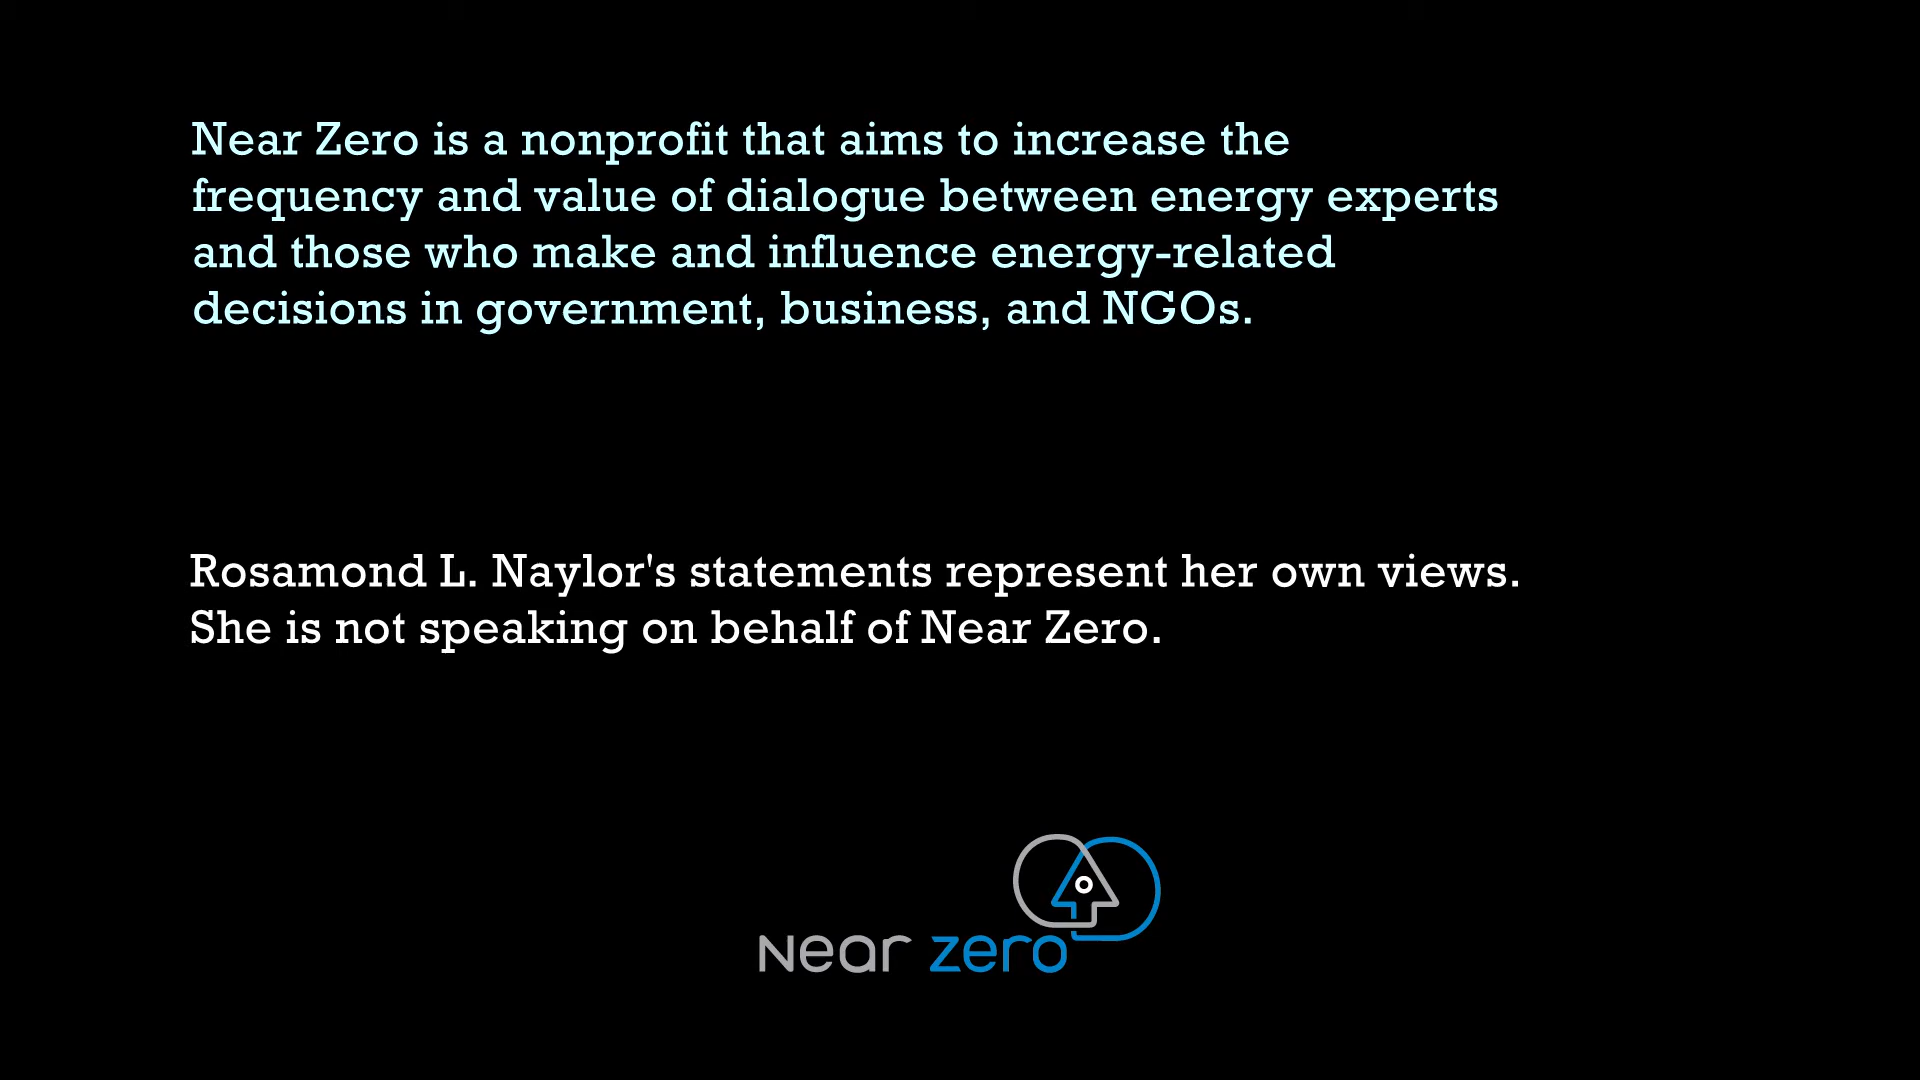 Near Zero is a nonprofit that aims to increase the
frequency and value of dialogue between energy experts
and those who make and influence energy-related
decisions in government, business, and NGOs.
Rosamond L. Naylor's statements represent her own views.
She is not speaking on behalf of Near Zero.
Near zero